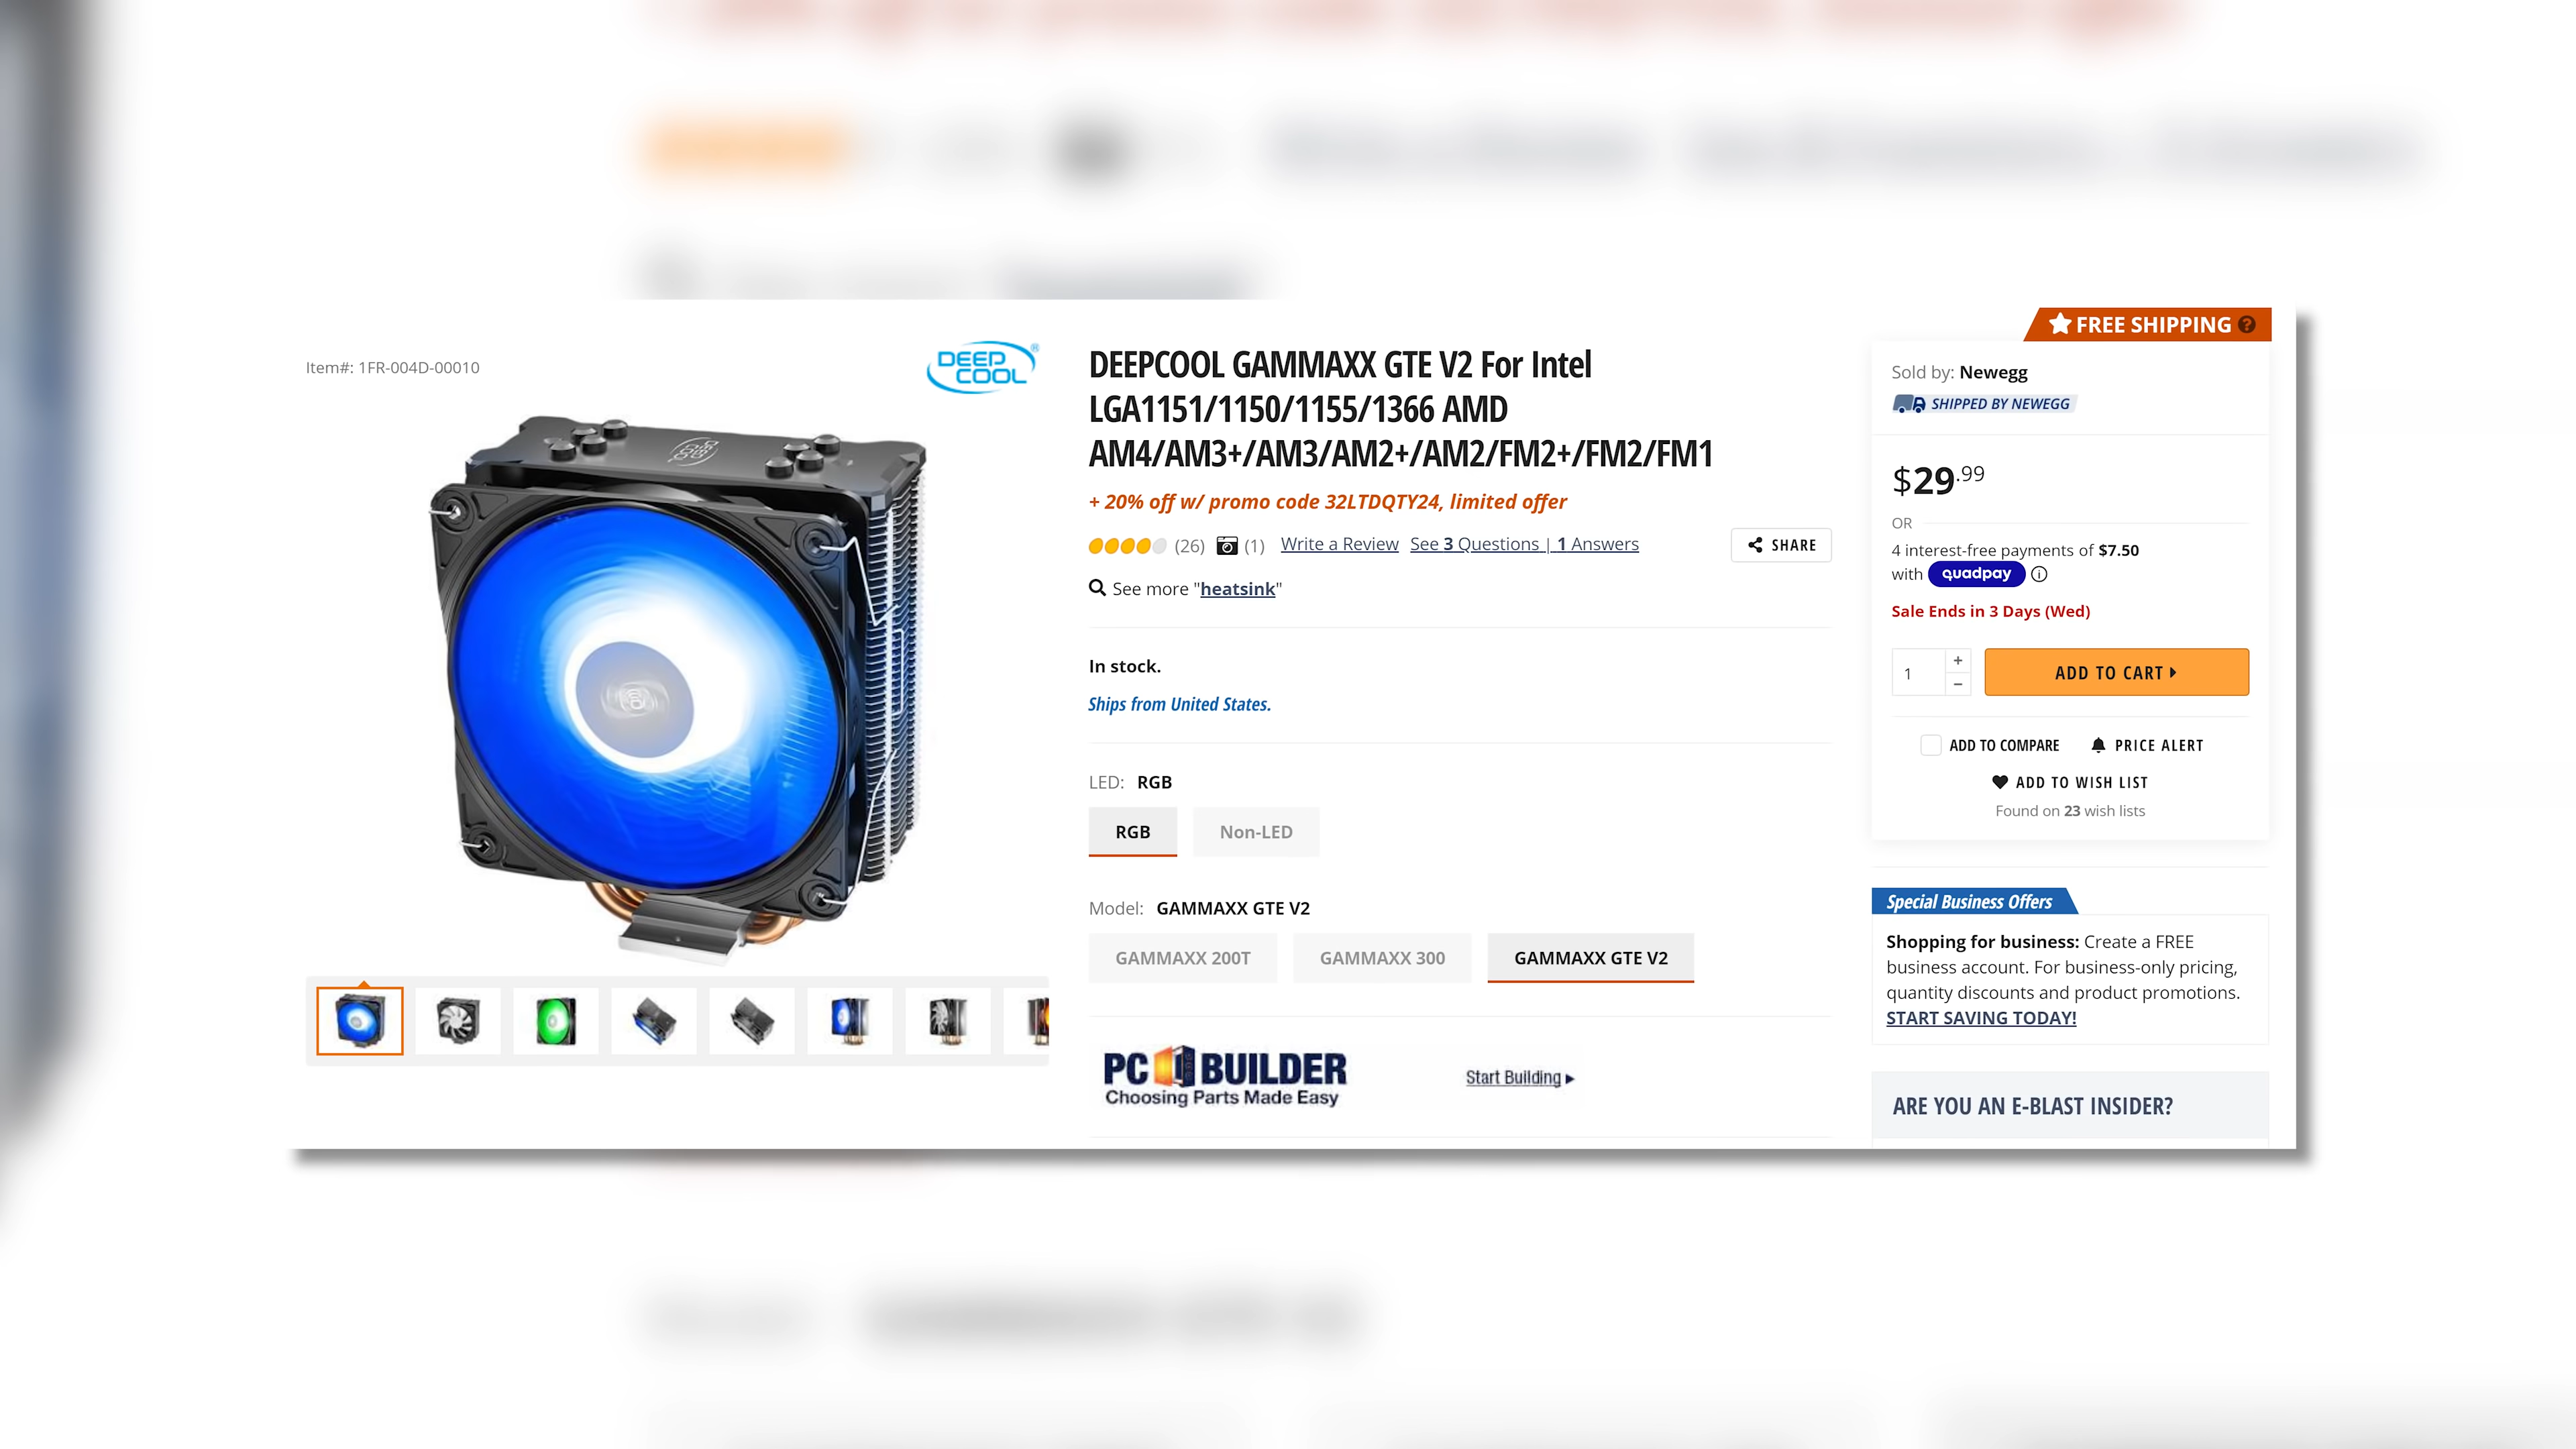 Item#: 1FR-004D-00010
DEEP
COOL®
DEEPCOOL GAMMAXX GTE V2 For Intel
LGA1151/1150/1155/1366 AMD
AM4/AM3+/AM3/AM2+/AM2/FM2+/FM2/FM1
+ 20% off w/ promo code 32LTDQTY24, limited offer
(26) (1) Write a Review See 3 Questions | 1 Answers
SHARE
See more "heatsink"
In stock.
Ships from United States.
LED: RGB
RGB Non-LED
Model: GAMMAXX GTE V2
GAMMAXX 200T GAMMAXX 300 GAMMAXX GTE V2
PC BUILDER
Choosing Parts Made Easy
Start Building
FREE SHIPPING ?
Sold by: Newegg
SHIPPED BY NEWEGG
$29.99
OR
4 interest-free payments of $7.50
with quadpay
Sale Ends in 3 Days (Wed)
1 + −
ADD TO CART
ADD TO COMPARE PRICE ALERT
ADD TO WISH LIST
Found on 23 wish lists
Special Business Offers
Shopping for business: Create a FREE
business account. For business-only pricing,
quantity discounts and product promotions.
START SAVING TODAY!
ARE YOU AN E-BLAST INSIDER?